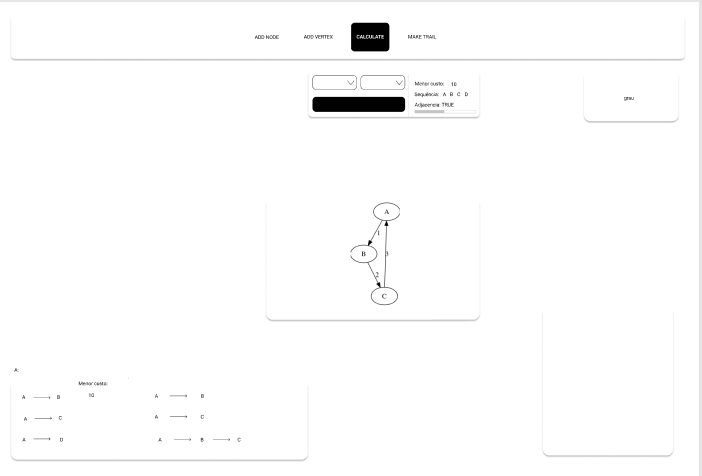 ADD NODE ADD VERTEX CALCULATE MAKE TRAIL
Menor custo: 10
Sequência: A B C D
Adjacencia: TRUE
grau
A
1
B
3
2
C
A:
Menor custo:
A B 10 A B
A C A C
A D A B C